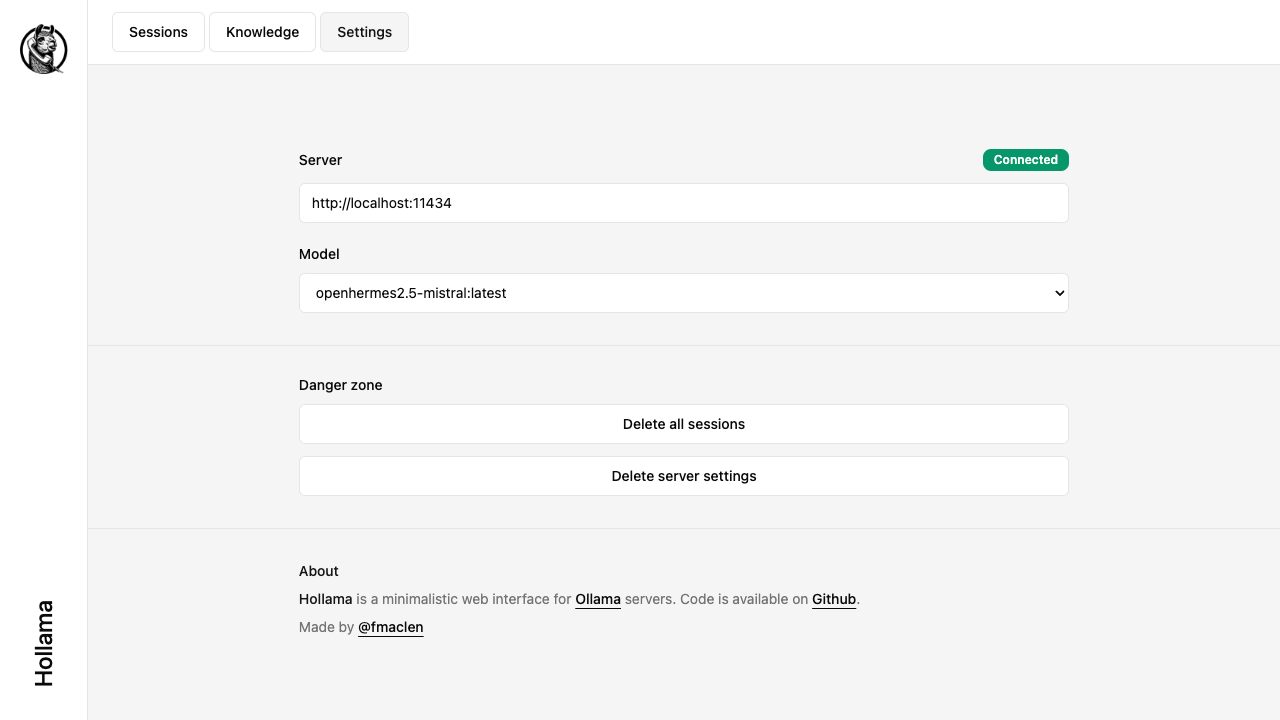 Sessions Knowledge Settings
Server Connected
http://localhost:11434
Model
openhermes2.5-mistral:latest
Danger zone
Delete all sessions
Delete server settings
About
Hollama is a minimalistic web interface for Ollama servers. Code is available on Github.
Made by @fmaclen
Hollama